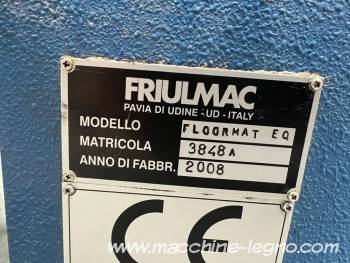 FRIULMAC
PAVIA DI UDINE - UD - ITALY
MODELLO FLOORMAT EQ
MATRICOLA 3848A
ANNO DI FABBR. 2008
CE
www.macchine-legno.com